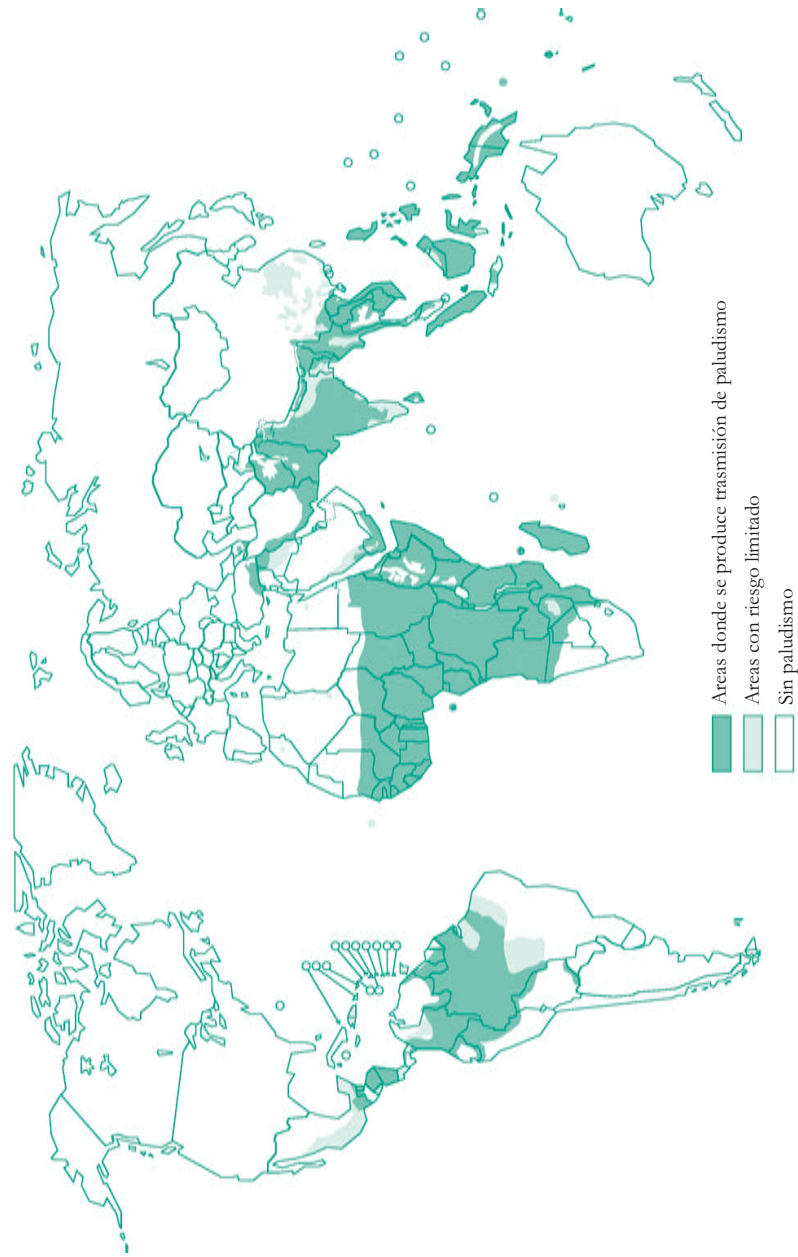 Areas donde se produce trasmisión de paludismo
Areas con riesgo limitado
Sin paludismo